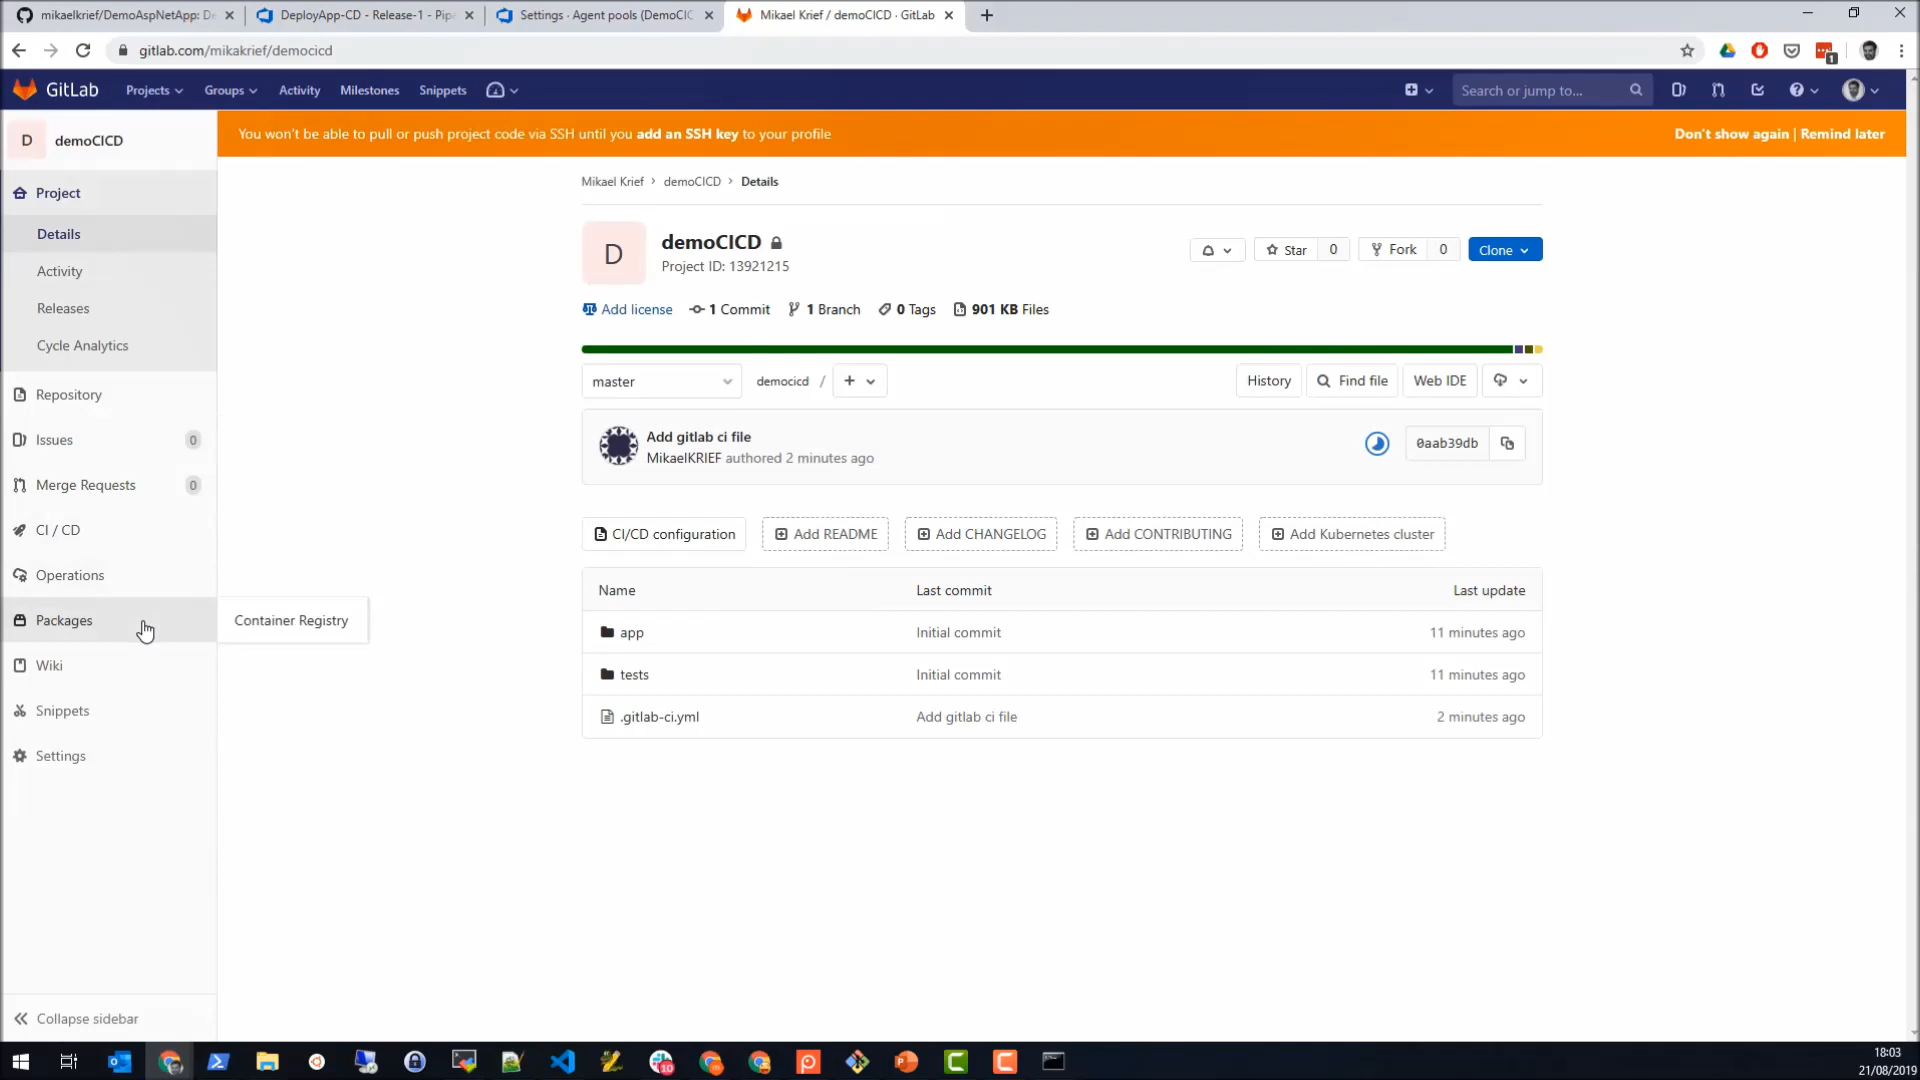 mikaelkrief/DemoAspNetApp: De
DeployApp-CD - Release-1 - Pipe
Settings · Agent pools (DemoCIC
Mikael Krief / demoCICD · GitLab
gitlab.com/mikakrief/democicd
1
GitLab
Projects
Groups
Activity
Milestones
Snippets
Search or jump to...
D
demoCICD
You won't be able to pull or push project code via SSH until you add an SSH key to your profile
Don't show again | Remind later
Project
Details
Activity
Releases
Cycle Analytics
Repository
Issues
0
Merge Requests
0
CI / CD
Operations
Packages
Container Registry
Wiki
Snippets
Settings
Collapse sidebar
Mikael Krief > demoCICD > Details
D
demoCICD
Project ID: 13921215
Star 0
Fork 0
Clone
Add license
1 Commit
1 Branch
0 Tags
901 KB Files
master
democicd /
History
Find file
Web IDE
Add gitlab ci file
MikaelKRIEF authored 2 minutes ago
0aab39db
CI/CD configuration
Add README
Add CHANGELOG
Add CONTRIBUTING
Add Kubernetes cluster
Name Last commit Last update
app Initial commit 11 minutes ago
tests Initial commit 11 minutes ago
.gitlab-ci.yml Add gitlab ci file 2 minutes ago
10
18:03
21/08/2019